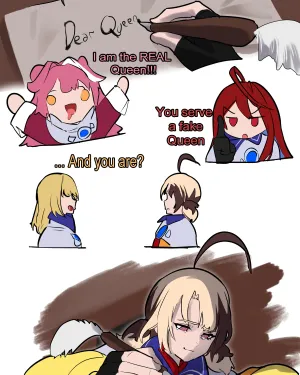 Dear Queen
I am the REAL
Queen!!!
You serve
a fake
Queen
... And you are?